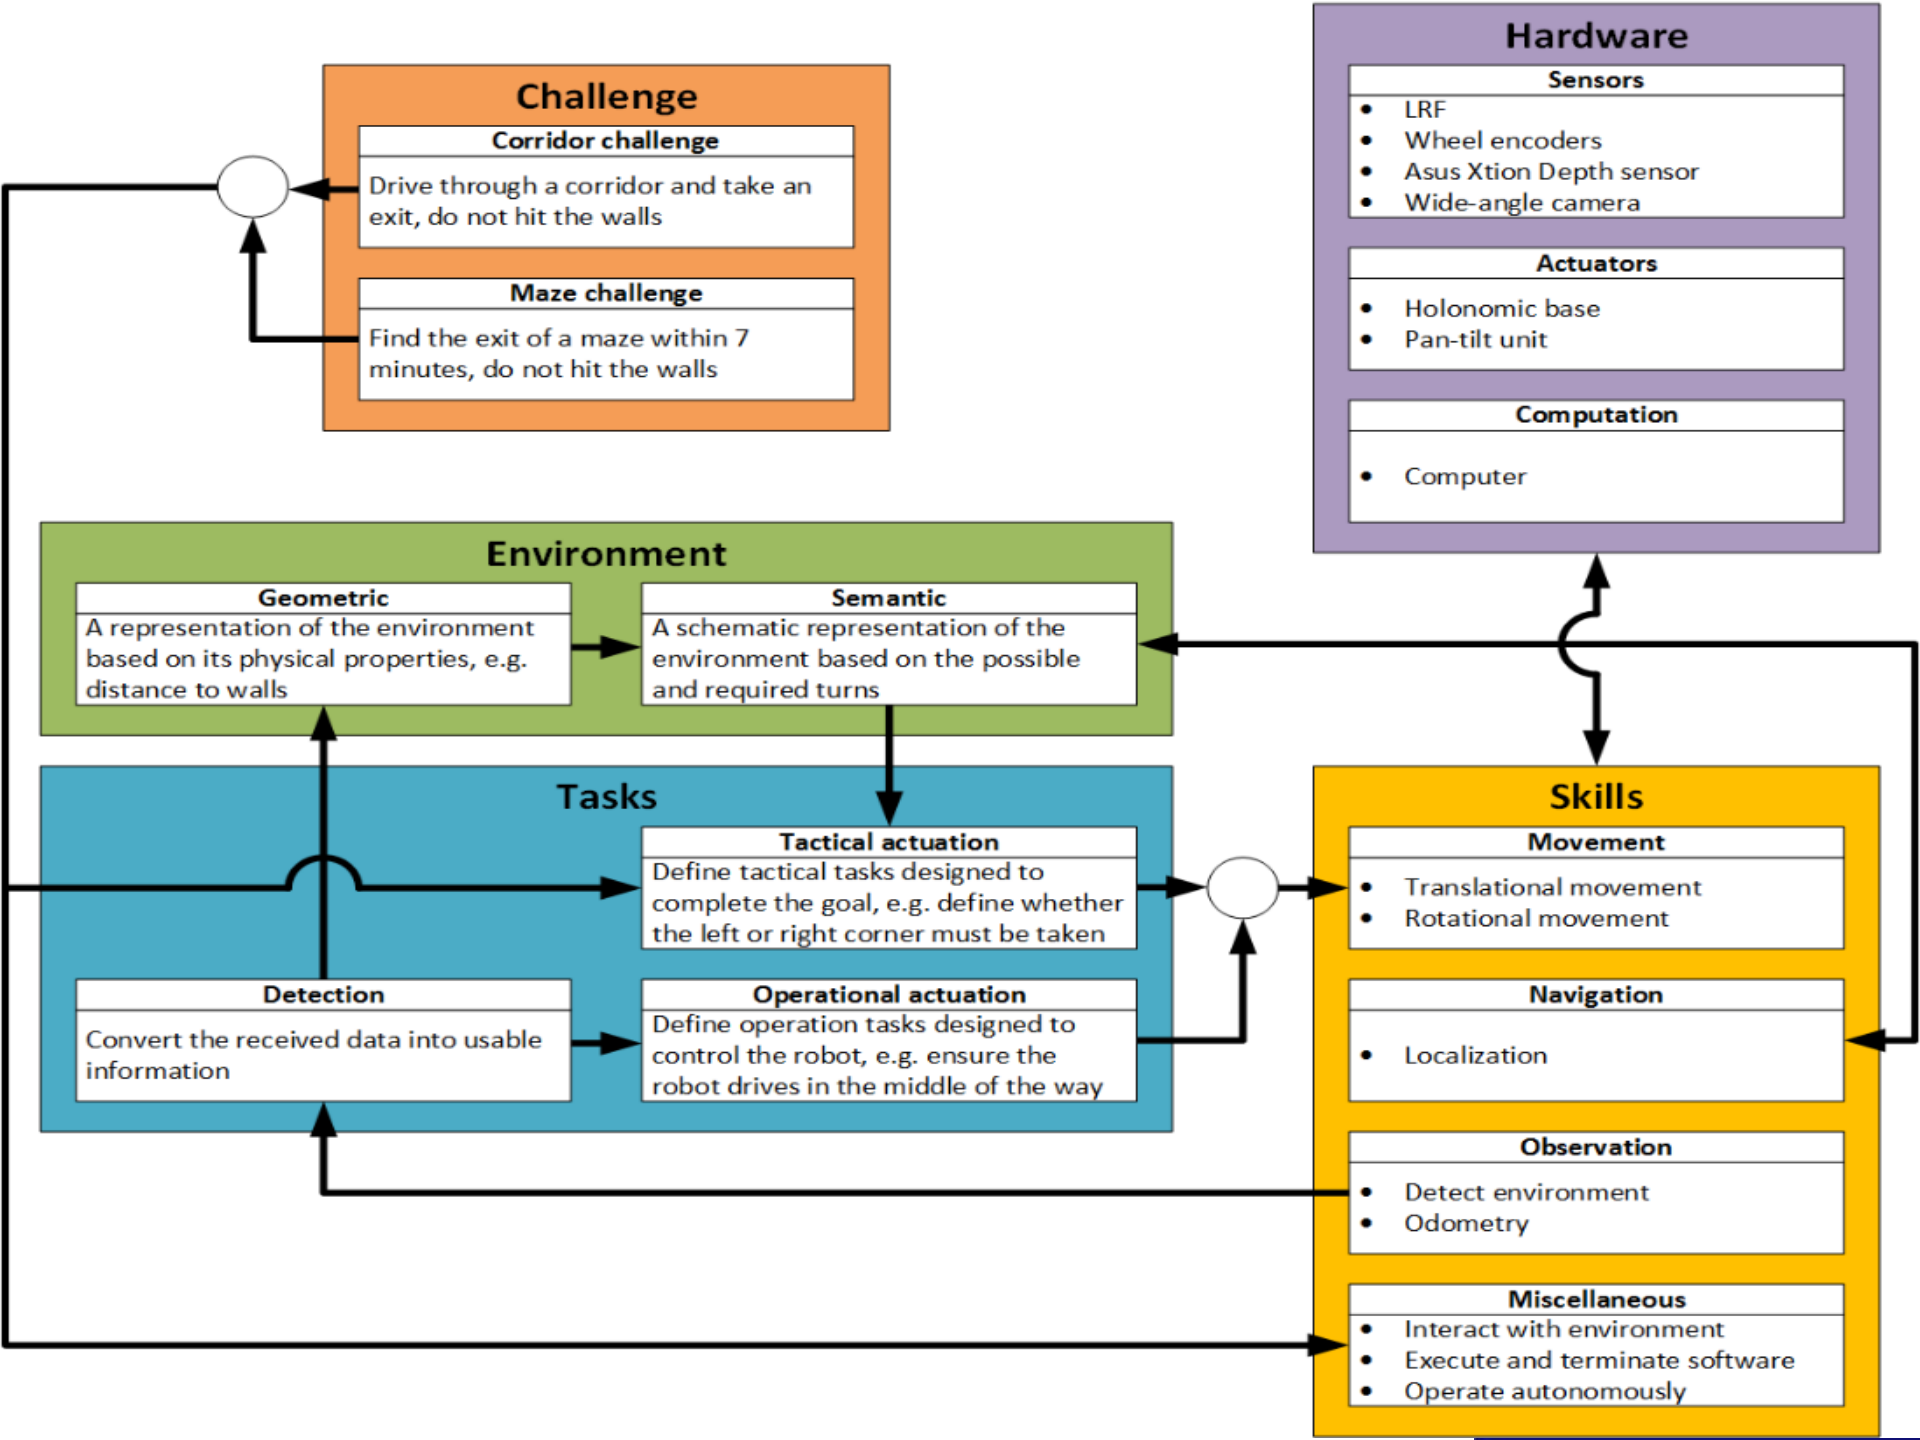 Challenge
Corridor challenge
Drive through a corridor and take an
exit, do not hit the walls
Maze challenge
Find the exit of a maze within 7
minutes, do not hit the walls
Hardware
Sensors
• LRF
• Wheel encoders
• Asus Xtion Depth sensor
• Wide-angle camera
Actuators
• Holonomic base
• Pan-tilt unit
Computation
• Computer
Environment
Geometric
A representation of the environment
based on its physical properties, e.g.
distance to walls
Semantic
A schematic representation of the
environment based on the possible
and required turns
Tasks
Tactical actuation
Define tactical tasks designed to
complete the goal, e.g. define whether
the left or right corner must be taken
Detection
Convert the received data into usable
information
Operational actuation
Define operation tasks designed to
control the robot, e.g. ensure the
robot drives in the middle of the way
Skills
Movement
• Translational movement
• Rotational movement
Navigation
• Localization
Observation
• Detect environment
• Odometry
Miscellaneous
• Interact with environment
• Execute and terminate software
• Operate autonomously